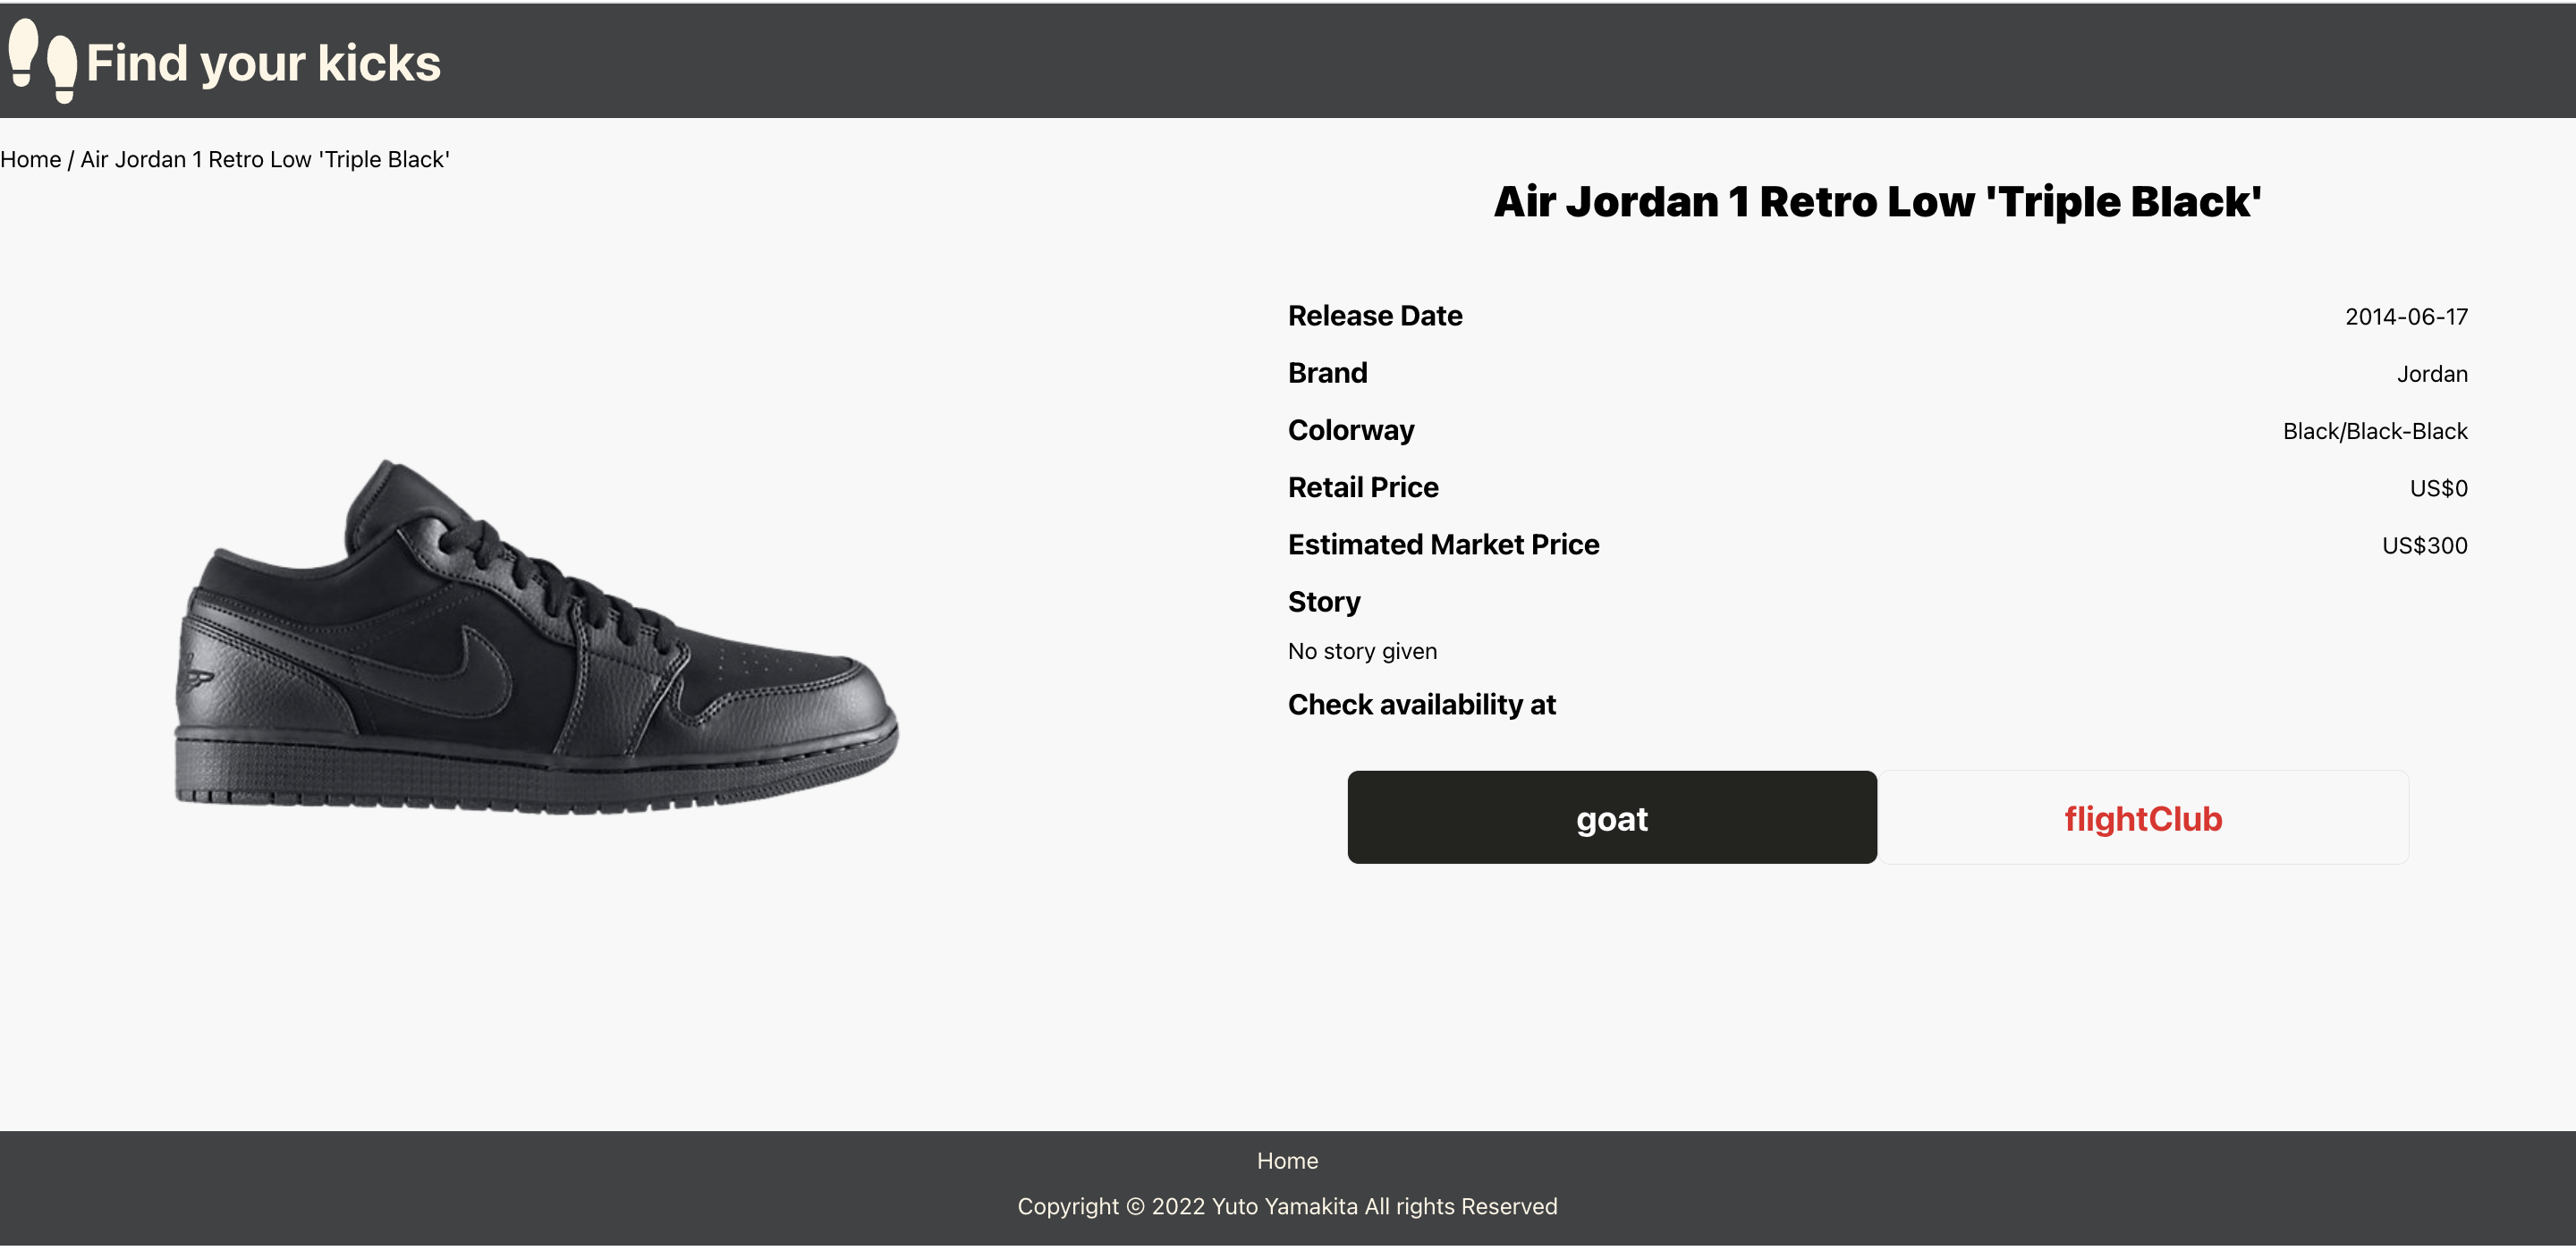 Find your kicks
Home / Air Jordan 1 Retro Low 'Triple Black'
Air Jordan 1 Retro Low 'Triple Black'
Release Date 2014-06-17
Brand Jordan
Colorway Black/Black-Black
Retail Price US$0
Estimated Market Price US$300
Story
No story given
Check availability at
goat flightClub
Home
Copyright © 2022 Yuto Yamakita All rights Reserved